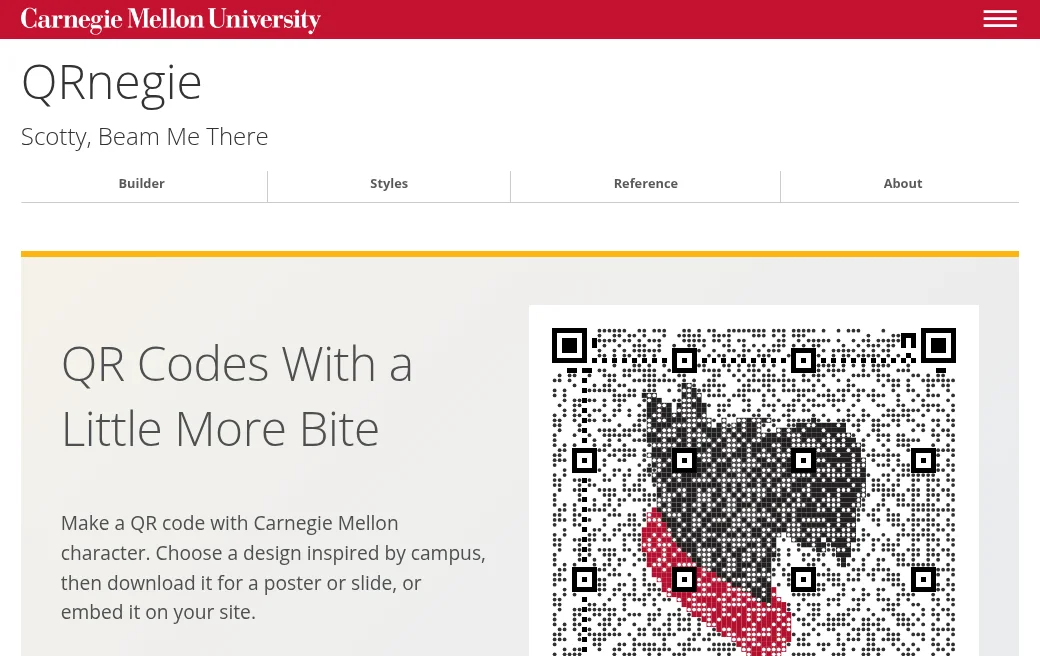 Carnegie Mellon University
QRnegie
Scotty, Beam Me There
Builder
Styles
Reference
About
QR Codes With a
Little More Bite
Make a QR code with Carnegie Mellon
character. Choose a design inspired by campus,
then download it for a poster or slide, or
embed it on your site.